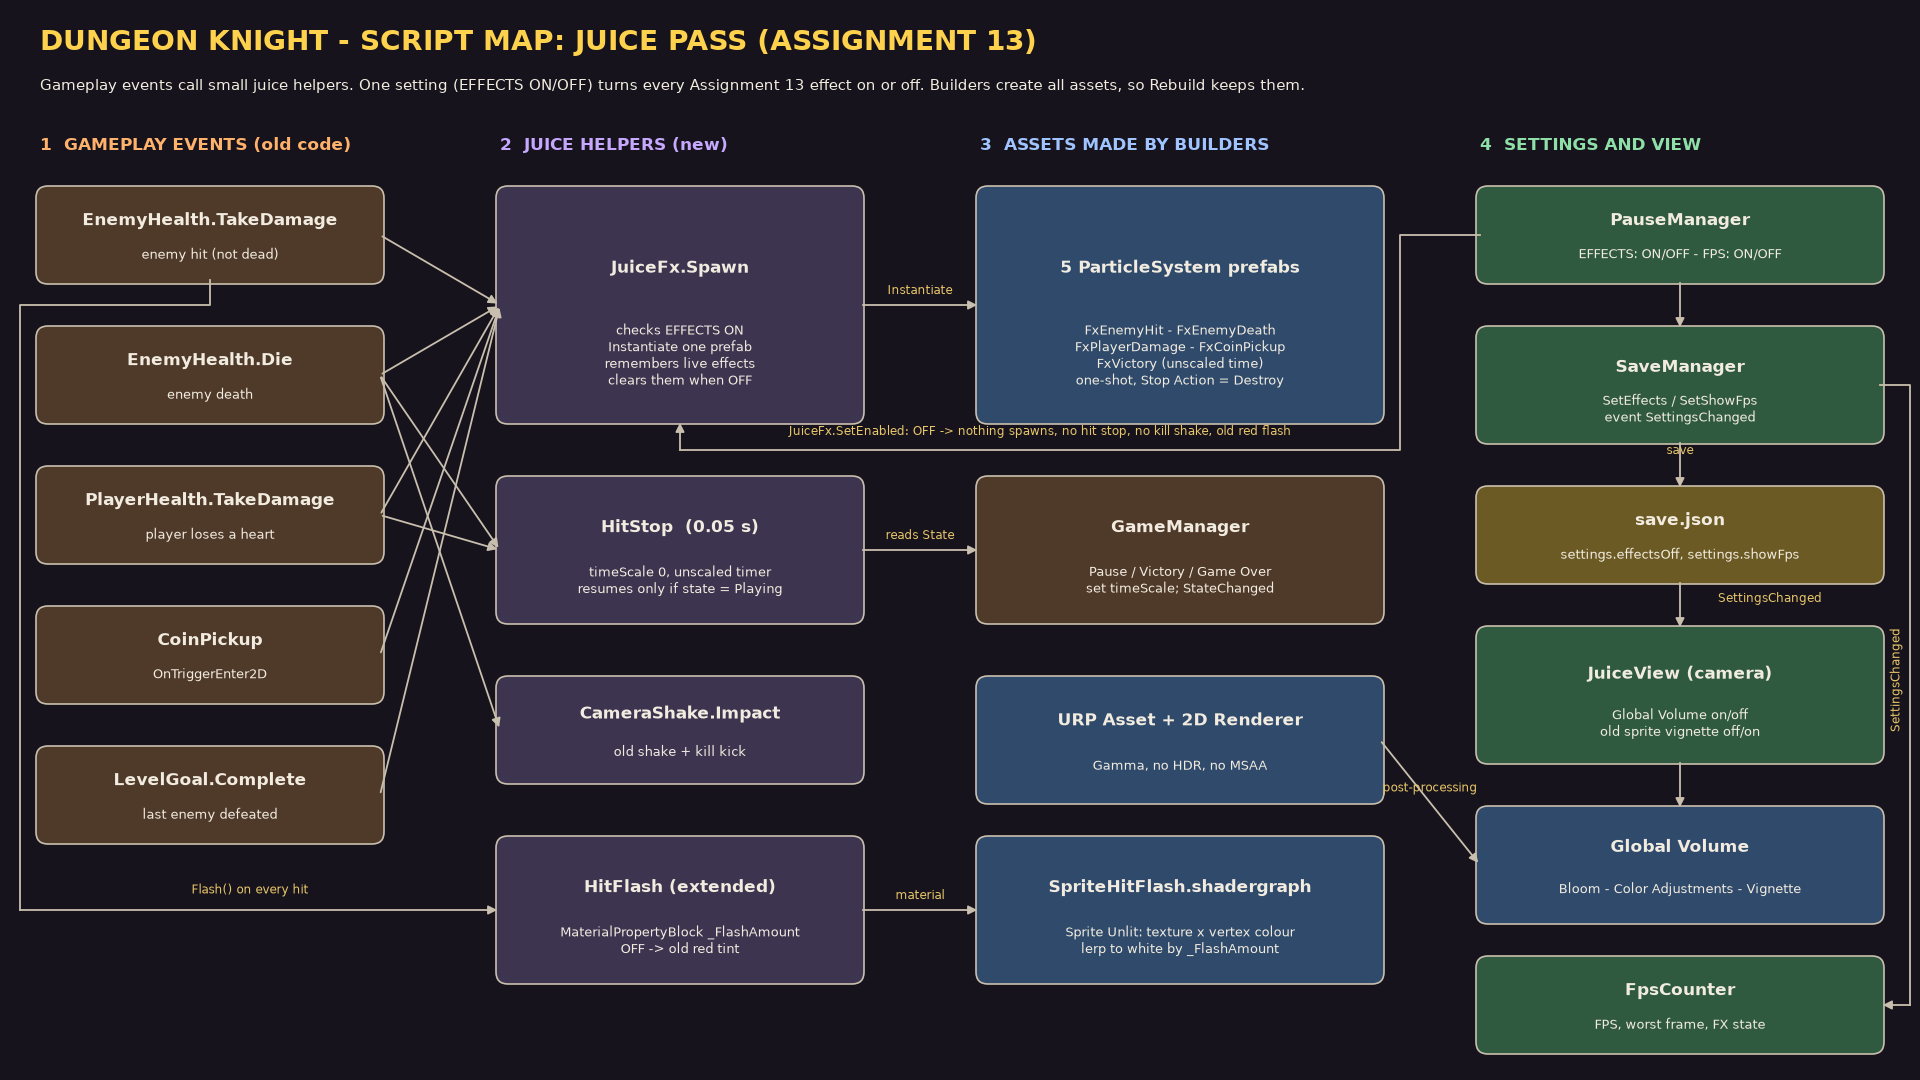 DUNGEON KNIGHT - SCRIPT MAP: JUICE PASS (ASSIGNMENT 13)
Gameplay events call small juice helpers. One setting (EFFECTS ON/OFF) turns every Assignment 13 effect on or off. Builders create all assets, so Rebuild keeps them.
1 GAMEPLAY EVENTS (old code)
EnemyHealth.TakeDamage
enemy hit (not dead)
EnemyHealth.Die
enemy death
PlayerHealth.TakeDamage
player loses a heart
CoinPickup
OnTriggerEnter2D
LevelGoal.Complete
last enemy defeated
Flash() on every hit
2 JUICE HELPERS (new)
JuiceFx.Spawn
checks EFFECTS ON
Instantiate one prefab
remembers live effects
clears them when OFF
Instantiate
JuiceFx.SetEnabled: OFF -> nothing spawns, no hit stop, no kill shake, old red flash
HitStop (0.05 s)
timeScale 0, unscaled timer
resumes only if state = Playing
reads State
CameraShake.Impact
old shake + kill kick
HitFlash (extended)
MaterialPropertyBlock _FlashAmount
OFF -> old red tint
material
3 ASSETS MADE BY BUILDERS
5 ParticleSystem prefabs
FxEnemyHit - FxEnemyDeath
FxPlayerDamage - FxCoinPickup
FxVictory (unscaled time)
one-shot, Stop Action = Destroy
GameManager
Pause / Victory / Game Over
set timeScale; StateChanged
URP Asset + 2D Renderer
Gamma, no HDR, no MSAA
post-processing
SpriteHitFlash.shadergraph
Sprite Unlit: texture x vertex colour
lerp to white by _FlashAmount
4 SETTINGS AND VIEW
PauseManager
EFFECTS: ON/OFF - FPS: ON/OFF
SaveManager
SetEffects / SetShowFps
event SettingsChanged
save
save.json
settings.effectsOff, settings.showFps
SettingsChanged
JuiceView (camera)
Global Volume on/off
old sprite vignette off/on
SettingsChanged
Global Volume
Bloom - Color Adjustments - Vignette
FpsCounter
FPS, worst frame, FX state